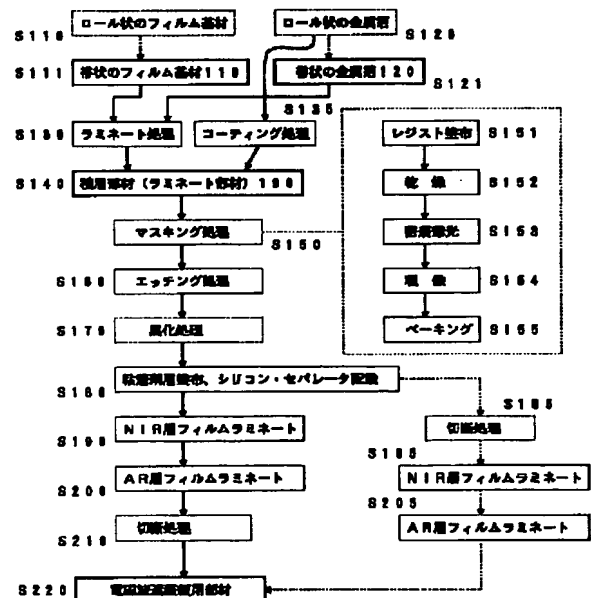 S110 ロール状のフィルム基材
ロール状の金属箔 S120
S111 帯状のフィルム基材110
帯状の金属箔120 S121
S135
S130 ラミネート処理
コーティング処理
S140 積層部材(ラミネート部材)190
マスキング処理
S150
レジスト塗布 S151
乾 燥 S152
密着露光 S153
現 像 S154
ベーキング S155
S160 エッチング処理
S170 黒化処理
S180 粘着剤層塗布、シリコン・セパレータ配設
S190 NIR層フィルムラミネート
S200 AR層フィルムラミネート
S210 切断処理
S185
切断処理
S195
NIR層フィルムラミネート
S205
AR層フィルムラミネート
S220 電磁波遮蔽用部材